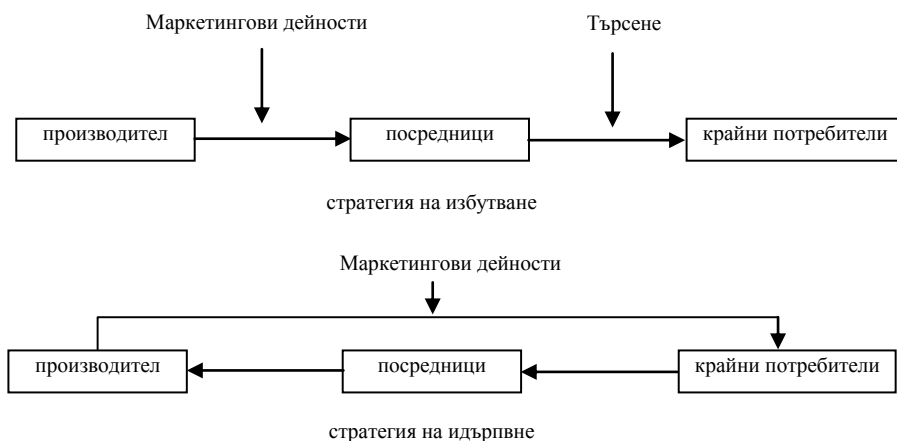 Маркетингови дейности
Търсене
производител
посредници
крайни потребители
стратегия на избутване
Маркетингови дейности
производител
посредници
крайни потребители
стратегия на идърпвне